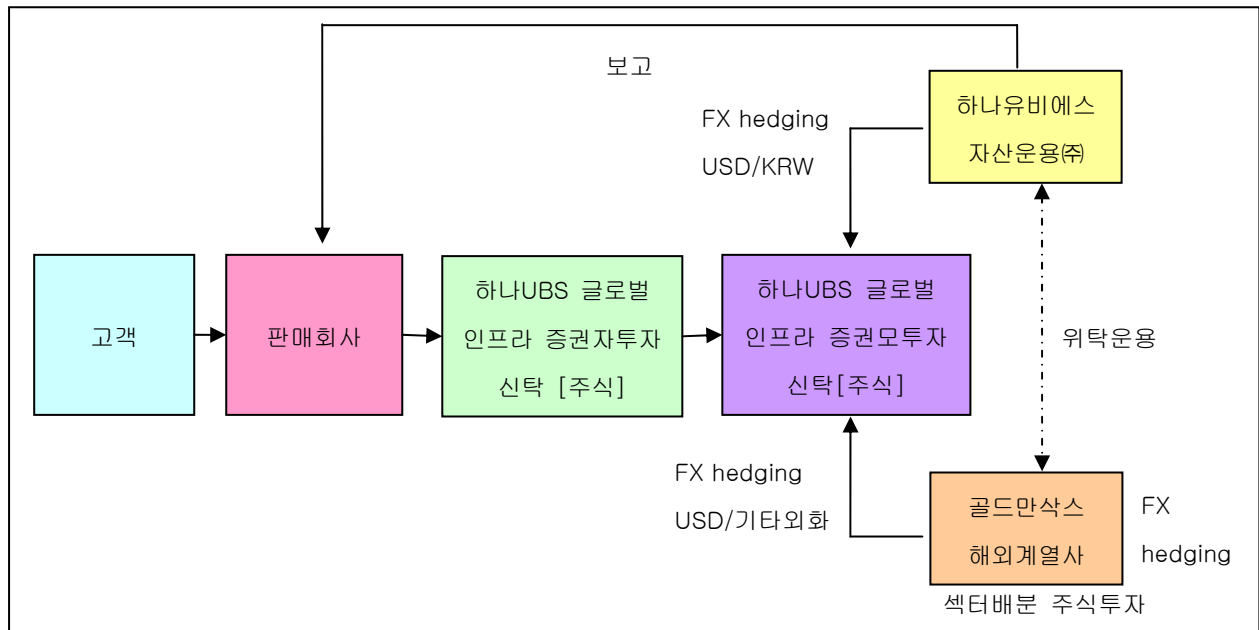 보고
하나유비에스
자산운용㈜
FX hedging
USD/KRW
고객
판매회사
하나UBS 글로벌
인프라 증권자투자
신탁 [주식]
하나UBS 글로벌
인프라 증권모투자
신탁[주식]
위탁운용
FX hedging
USD/기타외화
골드만삭스
해외계열사
FX
hedging
섹터배분 주식투자